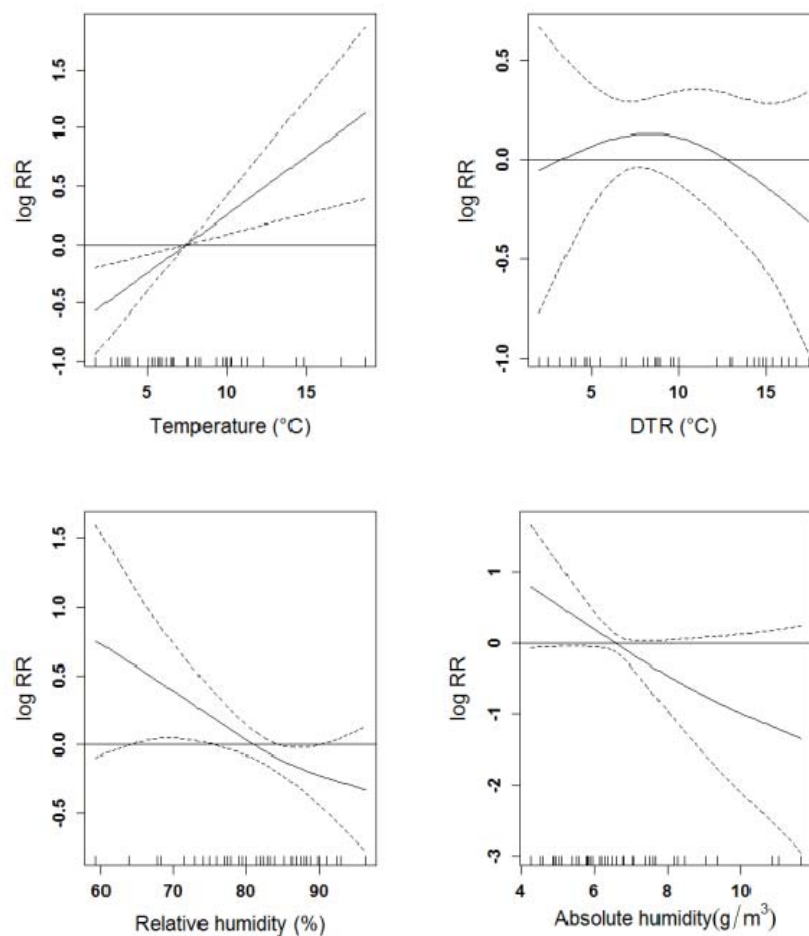 log RR
1.5
1.0
0.5
0.0
-0.5
-1.0
5 10 15
Temperature (°C)
log RR
0.5
0.0
-0.5
-1.0
5 10 15
DTR (°C)
log RR
1.5
1.0
0.5
0.0
-0.5
60 70 80 90
Relative humidity (%)
log RR
1
0
-1
-2
-3
4 6 8 10
Absolute humidity(g/m³)